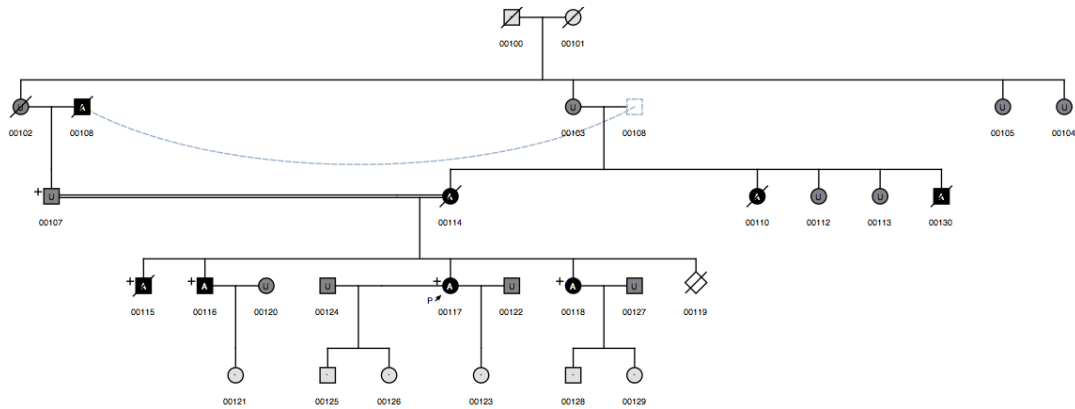 00100 00101
U A U U U
00102 00108 00103 00108 00105 00104
+ U A A U U A
00107 00114 00110 00112 00113 00130
+ A + A U U + A U + A U
P
00115 00116 00120 00124 00117 00122 00118 00127 00119
00121 00125 00126 00123 00128 00129